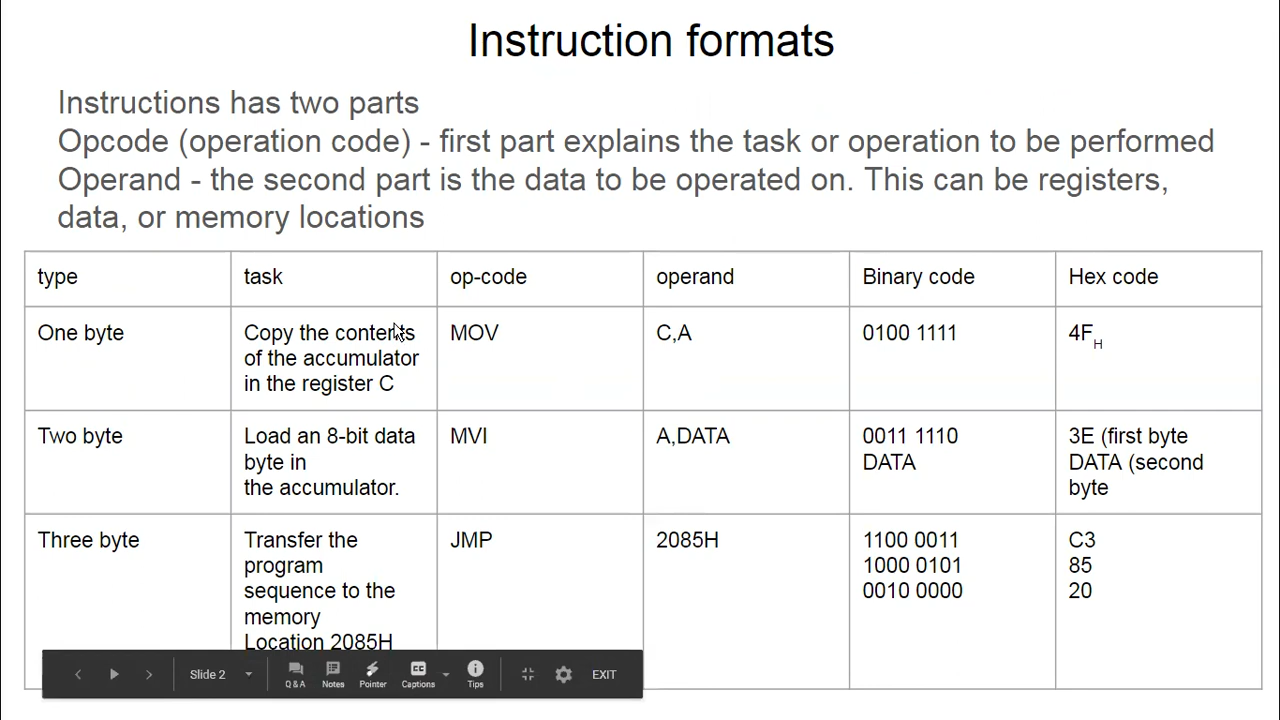 Instruction formats
Instructions has two parts
Opcode (operation code) - first part explains the task or operation to be performed
Operand - the second part is the data to be operated on. This can be registers,
data, or memory locations
type task op-code operand Binary code Hex code
One byte Copy the contents MOV C,A 0100 1111 4FH
of the accumulator
in the register C
Two byte Load an 8-bit data MVI A,DATA 0011 1110 3E (first byte
byte in DATA DATA (second
the accumulator. byte
Three byte Transfer the JMP 2085H 1100 0011 C3
program 1000 0101 85
sequence to the 0010 0000 20
memory
Location 2085H
Slide 2 Q & A Notes Pointer CC Captions Tips EXIT